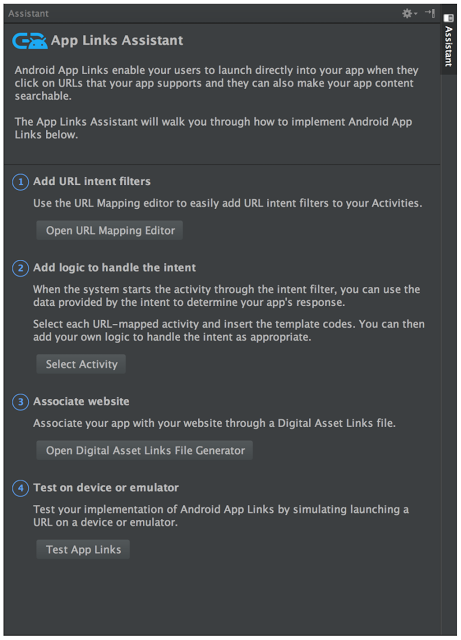 Assistant
Assistant
App Links Assistant
Android App Links enable your users to launch directly into your app when they
click on URLs that your app supports and they can also make your app content
searchable.
The App Links Assistant will walk you through how to implement Android App
Links below.
1 Add URL intent filters
Use the URL Mapping editor to easily add URL intent filters to your Activities.
Open URL Mapping Editor
2 Add logic to handle the intent
When the system starts the activity through the intent filter, you can use the
data provided by the intent to determine your app's response.
Select each URL-mapped activity and insert the template codes. You can then
add your own logic to handle the intent as appropriate.
Select Activity
3 Associate website
Associate your app with your website through a Digital Asset Links file.
Open Digital Asset Links File Generator
4 Test on device or emulator
Test your implementation of Android App Links by simulating launching a
URL on a device or emulator.
Test App Links